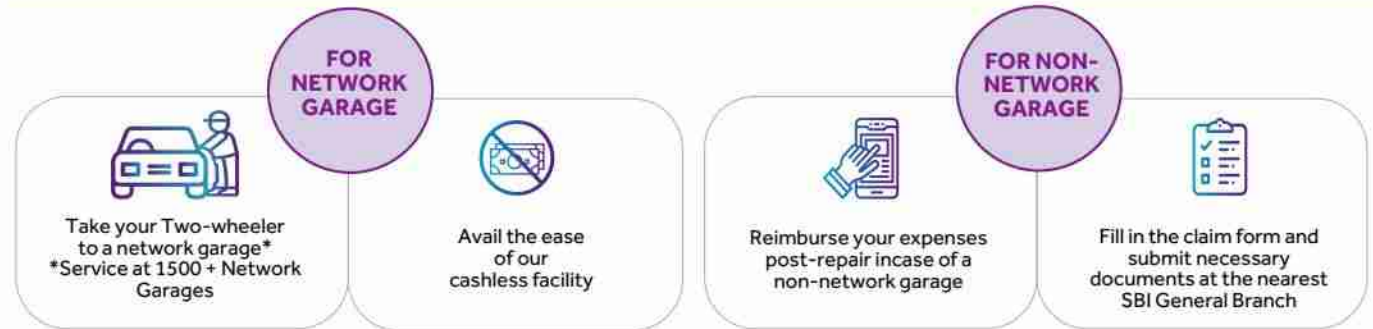 FOR
NETWORK
GARAGE
Take your Two-wheeler
to a network garage*
*Service at 1500 + Network
Garages
Avail the ease
of our
cashless facility
FOR NON-
NETWORK
GARAGE
Reimburse your expenses
post-repair incase of a
non-network garage
Fill in the claim form and
submit necessary
documents at the nearest
SBI General Branch